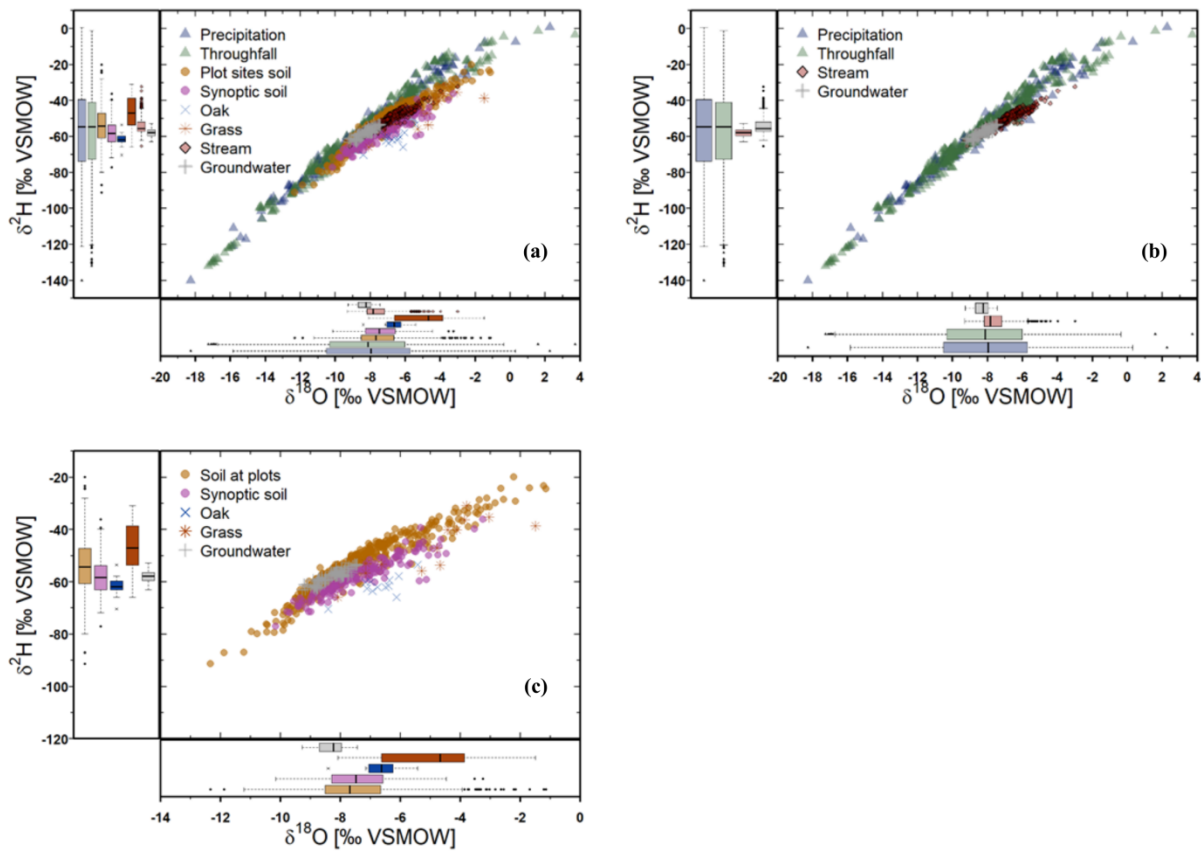 0
-20
-40
-60
-80
-100
-120
-140
δ²H [‰ VSMOW]
Precipitation
Throughfall
Plot sites soil
Synoptic soil
Oak
Grass
Stream
Groundwater
(a)
-20 -18 -16 -14 -12 -10 -8 -6 -4 -2 0 2 4
δ¹⁸O [‰ VSMOW]
0
-20
-40
-60
-80
-100
-120
-140
δ²H [‰ VSMOW]
Precipitation
Throughfall
Stream
Groundwater
(b)
-20 -18 -16 -14 -12 -10 -8 -6 -4 -2 0 2 4
δ¹⁸O [‰ VSMOW]
-20
-40
-60
-80
-100
-120
δ²H [‰ VSMOW]
Soil at plots
Synoptic soil
Oak
Grass
Groundwater
(c)
-14 -12 -10 -8 -6 -4 -2 0
δ¹⁸O [‰ VSMOW]